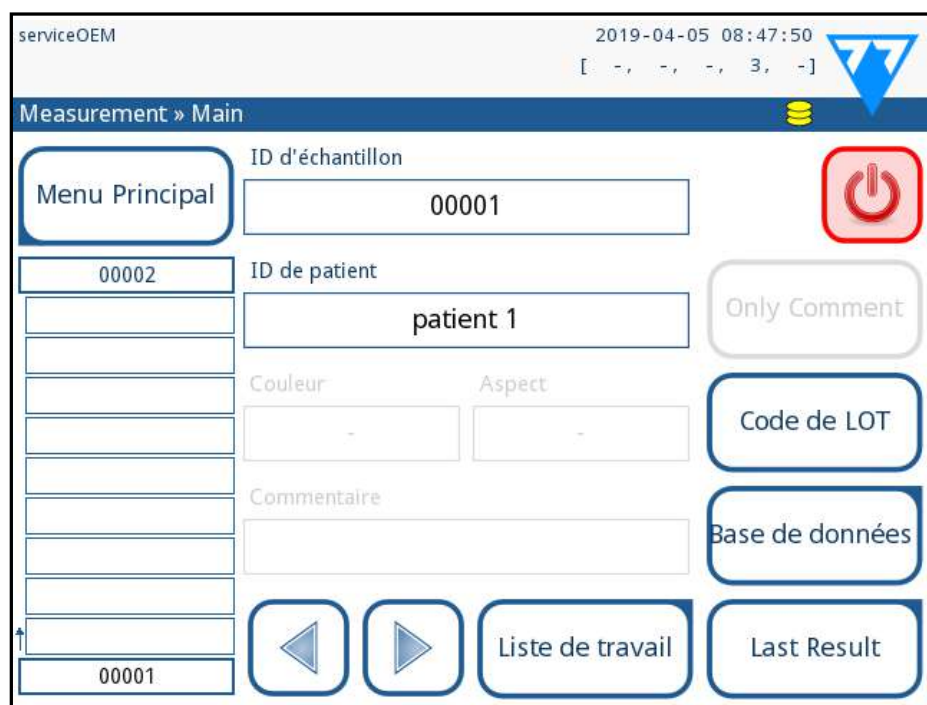 serviceOEM
2019-04-05 08:47:50
[ -, -, -, 3, -]
Measurement » Main
Menu Principal
ID d'échantillon
00001
00002
ID de patient
patient 1
Only Comment
Couleur
Aspect
-
-
Code de LOT
Commentaire
Base de données
Liste de travail
Last Result
00001